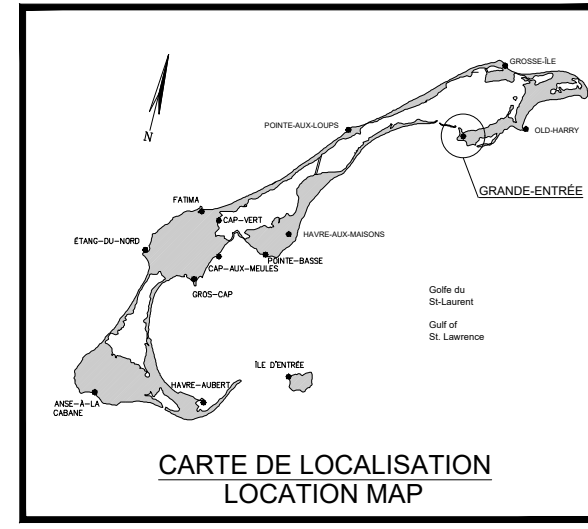 GROSSE-ÎLE
POINTE-AUX-LOUPS
OLD-HARRY
N
GRANDE-ENTRÉE
FATIMA
CAP-VERT
HAVRE-AUX-MAISONS
ÉTANG-DU-NORD
POINTE-BASSE
CAP-AUX-MEULES
GROS-CAP
Golfe du
St-Laurent
Gulf of
St. Lawrence
ÎLE D'ENTRÉE
HAVRE-AUBERT
ANSE-À-LA
CABANE
CARTE DE LOCALISATION
LOCATION MAP